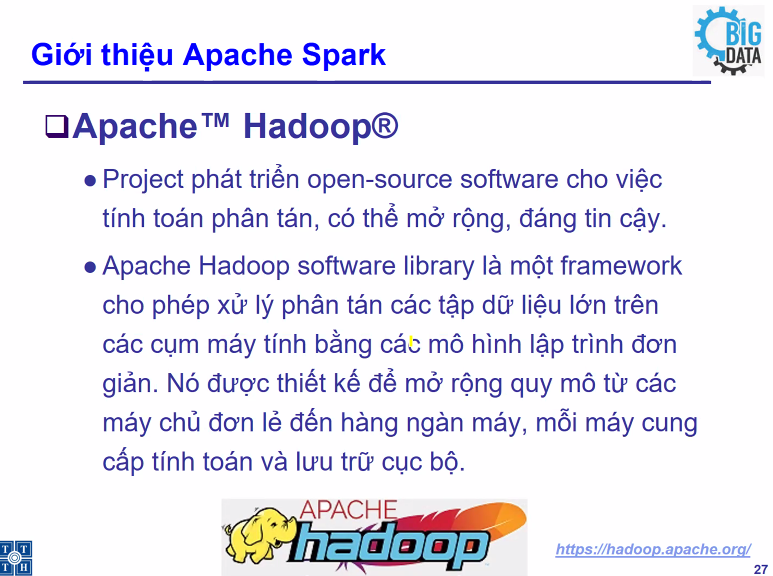 BIG
DATA
Giới thiệu Apache Spark
Apache™ Hadoop®
Project phát triển open-source software cho việc
tính toán phân tán, có thể mở rộng, đáng tin cậy.
Apache Hadoop software library là một framework
cho phép xử lý phân tán các tập dữ liệu lớn trên
các cụm máy tính bằng các mô hình lập trình đơn
giản. Nó được thiết kế để mở rộng quy mô từ các
máy chủ đơn lẻ đến hàng ngàn máy, mỗi máy cung
cấp tính toán và lưu trữ cục bộ.
APACHE
hadoop
https://hadoop.apache.org/
T T
T H
27